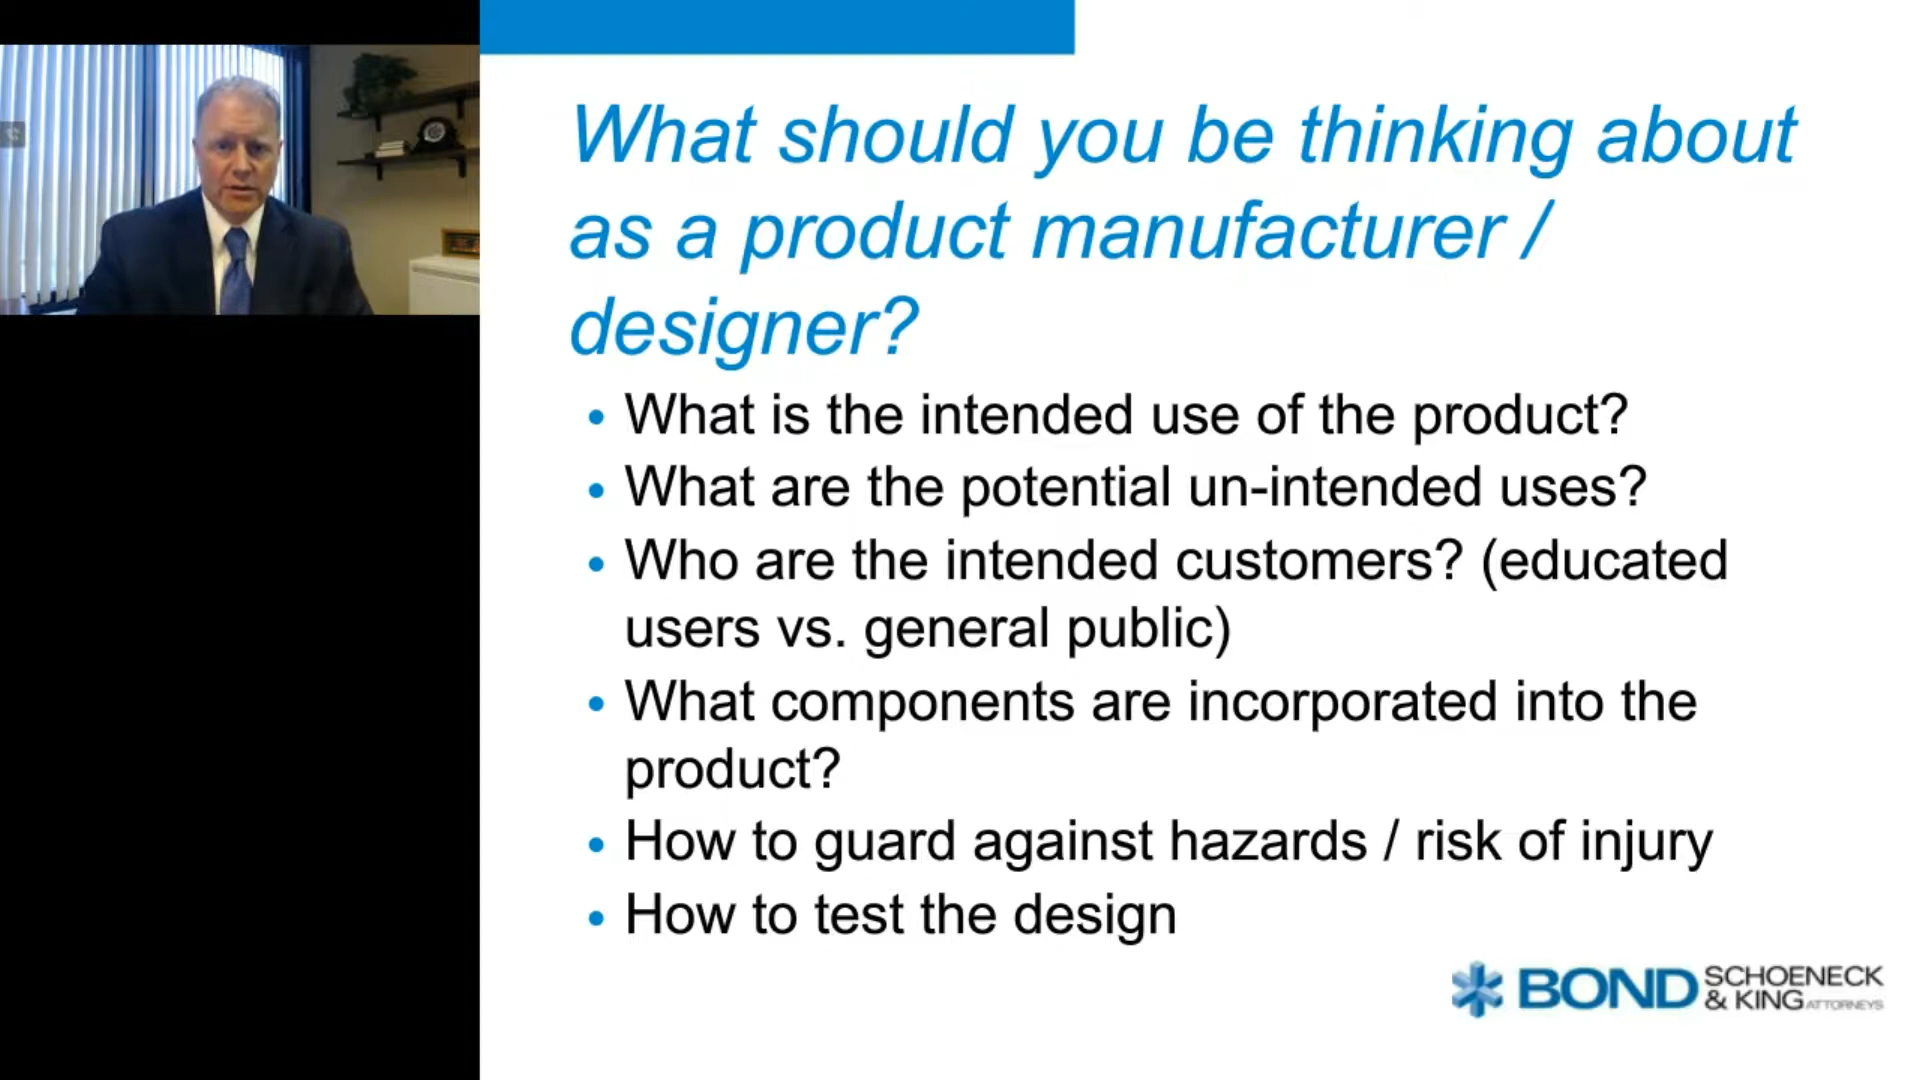 What should you be thinking about
as a product manufacturer /
designer?
• What is the intended use of the product?
• What are the potential un-intended uses?
• Who are the intended customers? (educated
users vs. general public)
• What components are incorporated into the
product?
• How to guard against hazards / risk of injury
• How to test the design
BOND SCHOENECK
& KING ATTORNEYS